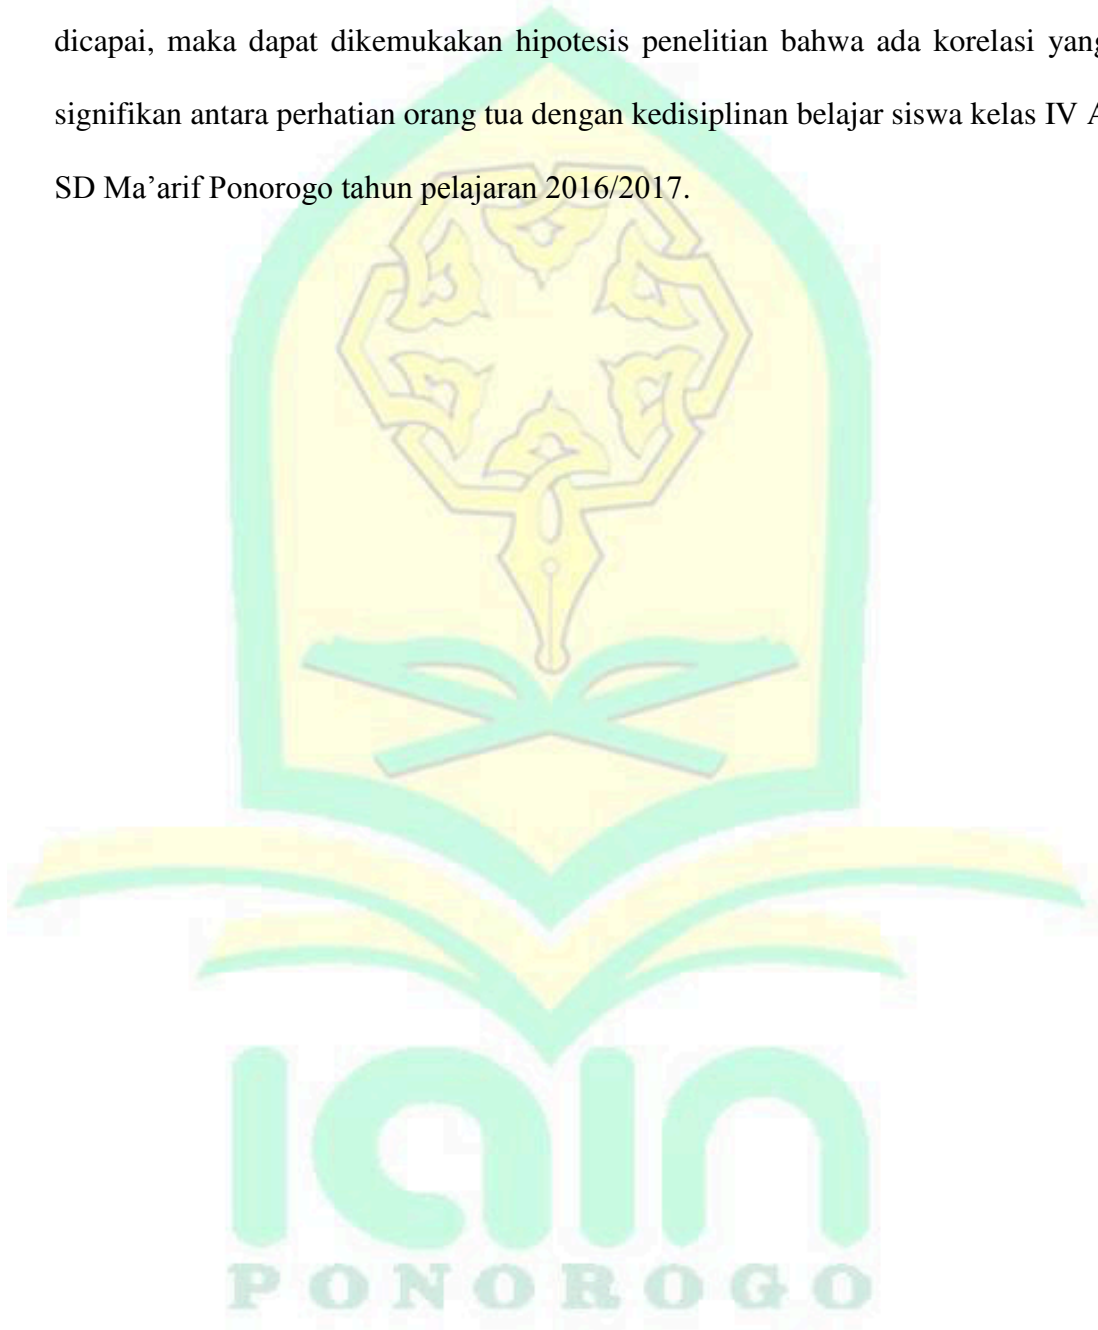 dicapai, maka dapat dikemukakan hipotesis penelitian bahwa ada korelasi yang
signifikan antara perhatian orang tua dengan kedisiplinan belajar siswa kelas IV A
SD Ma’arif Ponorogo tahun pelajaran 2016/2017.
iain
PONOROGO